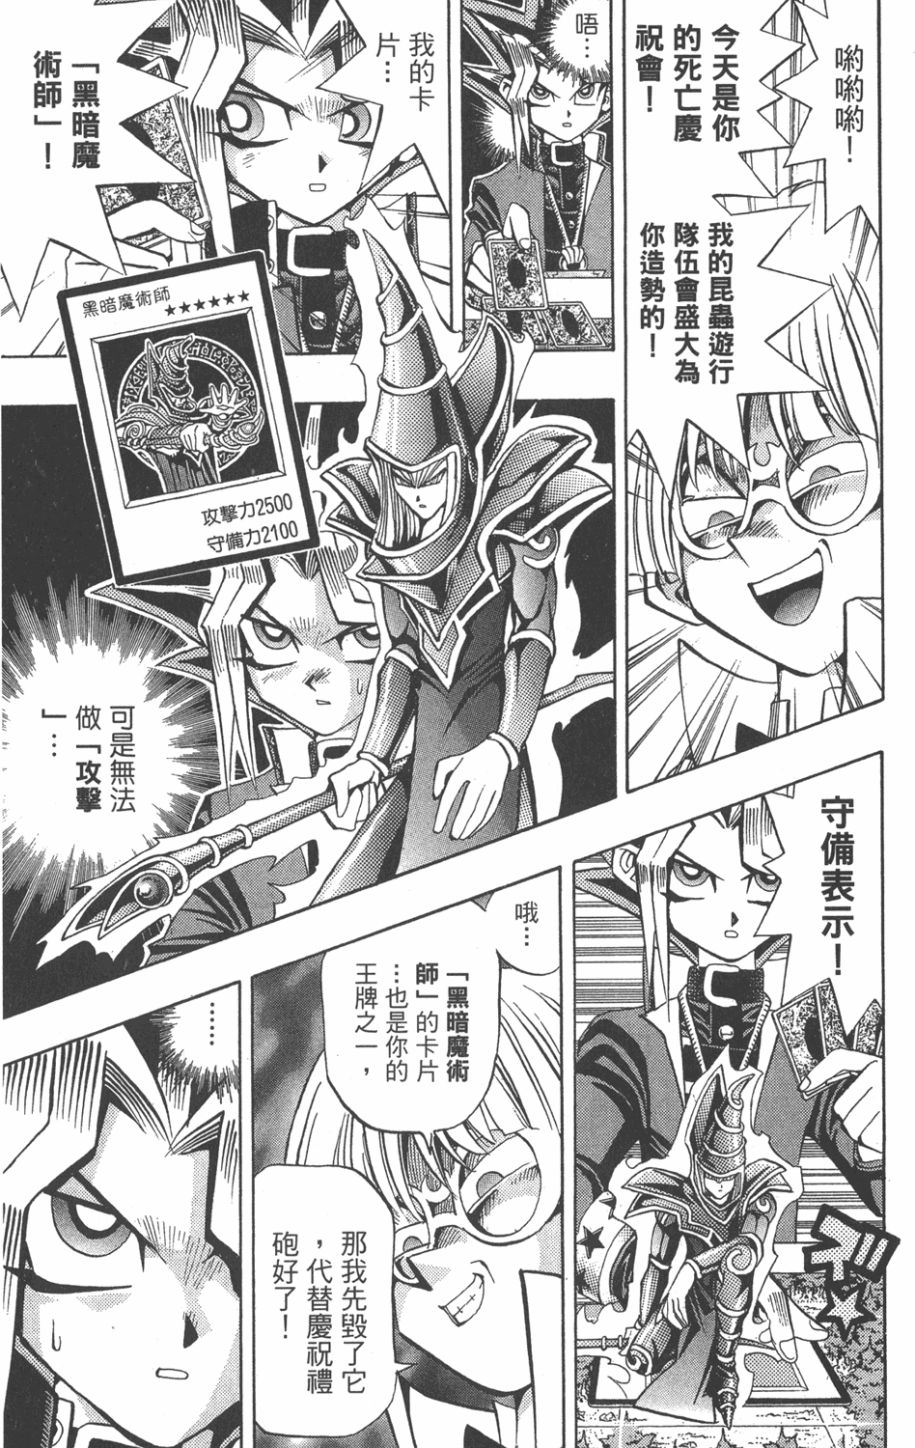 喲喲喲！
今天是你
的死亡慶
祝會！
我的昆蟲遊行
隊伍會盛大為
你造勢的！
唔…
我的卡
片…
「黑暗魔
術師」！
黑暗魔術師
★★★★★★
攻擊力2500
守備力2100
可是無法
做「攻擊
」…
守備表示！
哦…
「黑暗魔術
師」的卡片
…也是你的
王牌之一，
那我先毀了它
，代替慶祝禮
砲好了！
……